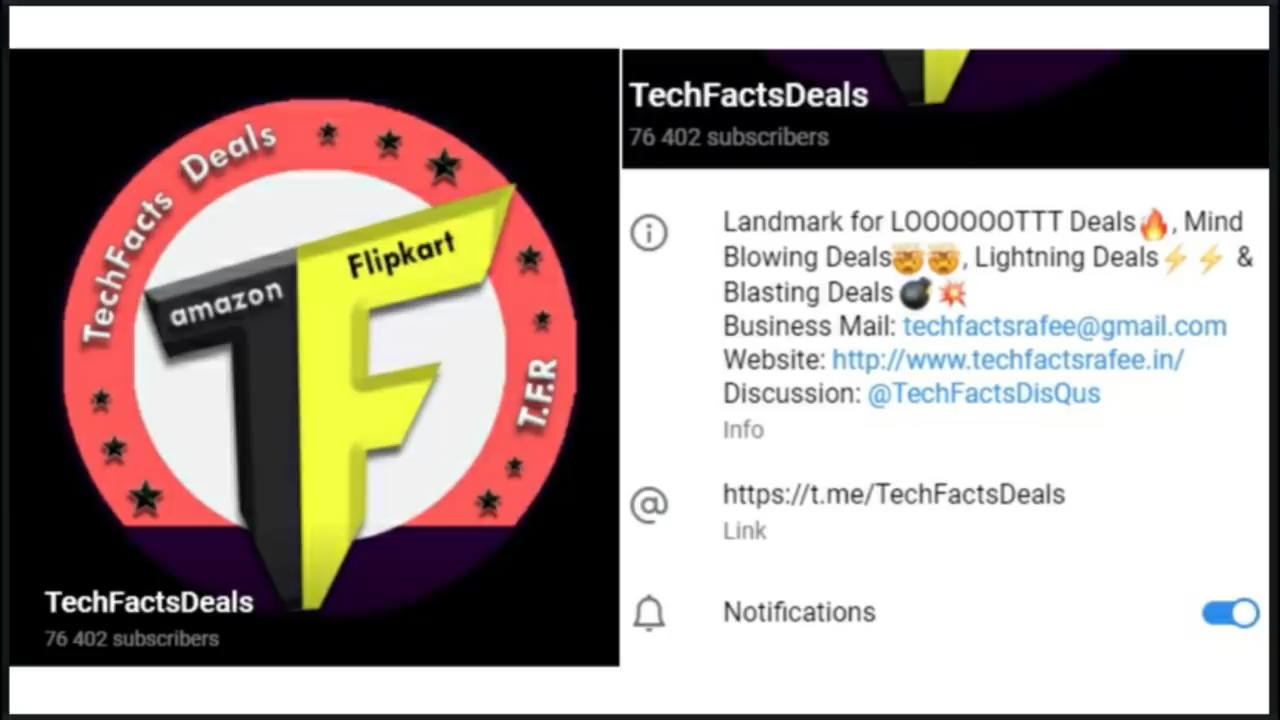 TechFacts Deals
amazon
Flipkart
T.F.R
TechFactsDeals
76 402 subscribers
TechFactsDeals
76 402 subscribers
Landmark for LOOOOOOTTT Deals🔥, Mind
Blowing Deals🤯🤯, Lightning Deals⚡⚡ &
Blasting Deals 💣💥
Business Mail: techfactsrafee@gmail.com
Website: http://www.techfactsrafee.in/
Discussion: @TechFactsDisQus
Info
https://t.me/TechFactsDeals
Link
Notifications